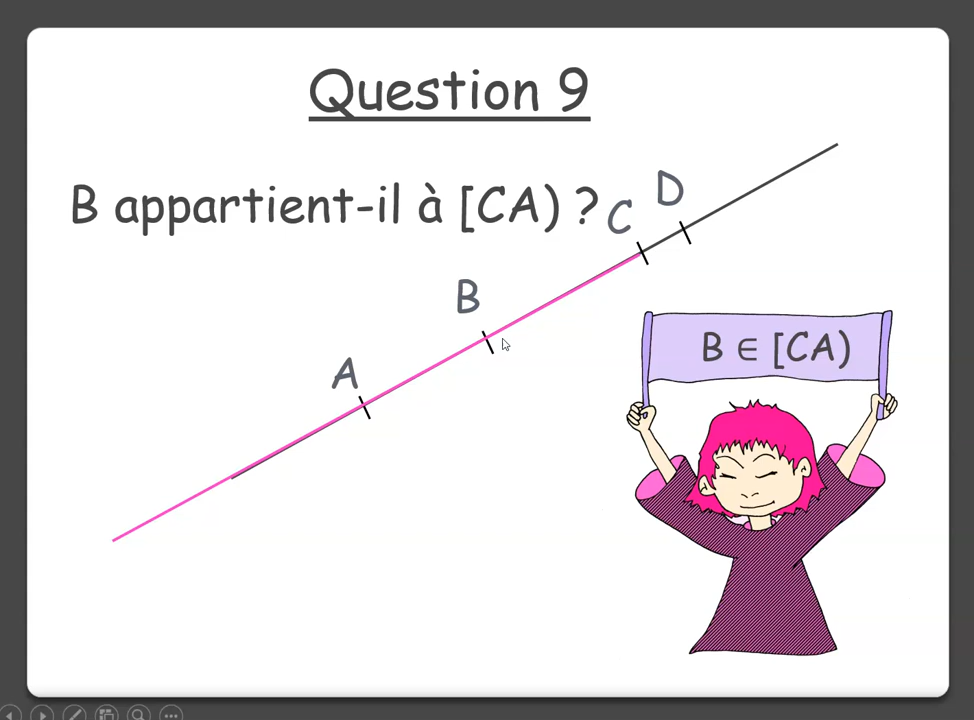 Question 9
B appartient-il à [CA) ?
C
D
B
A
B ∈ [CA)